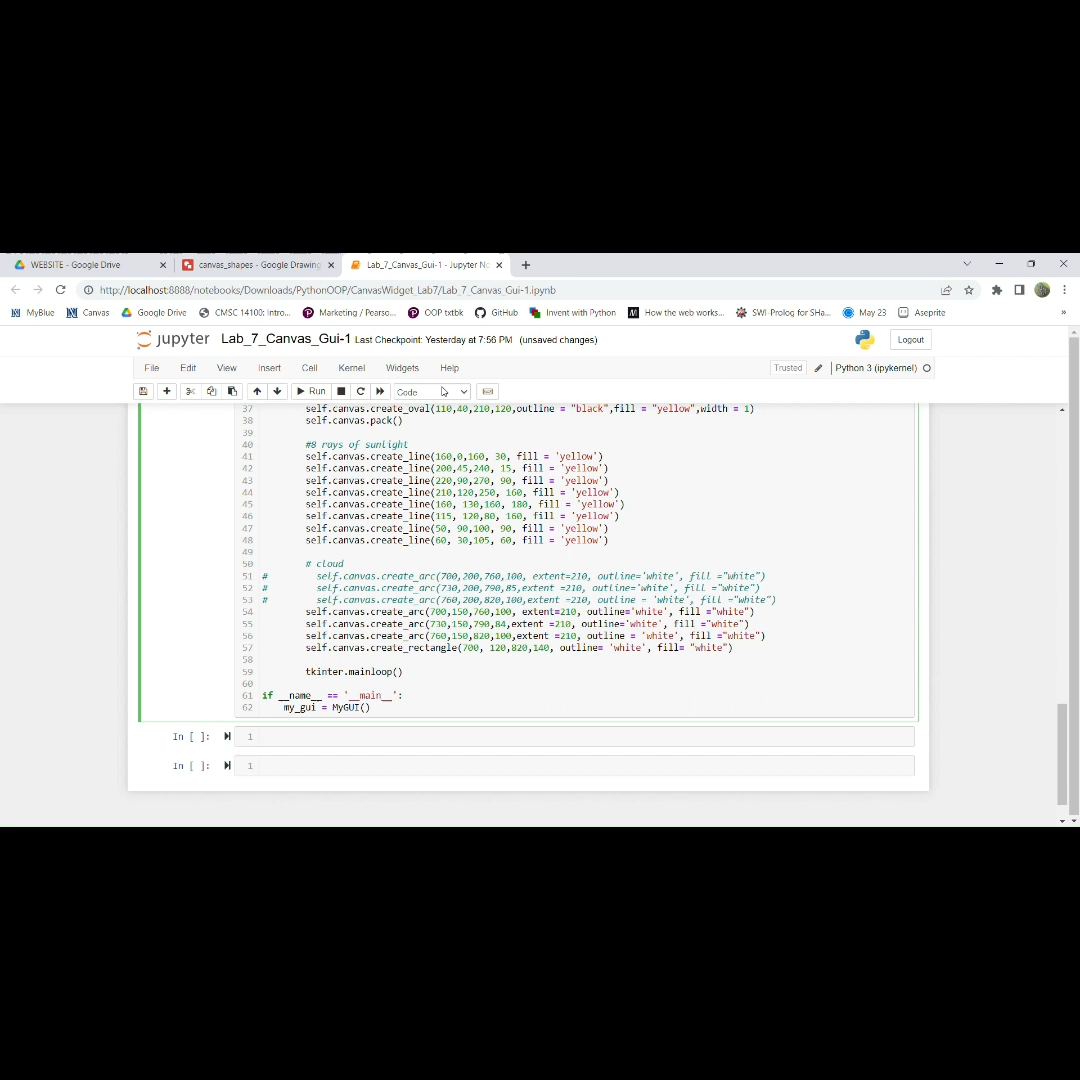 WEBSITE - Google Drive
canvas_shapes - Google Drawing
Lab_7_Canvas_Gui-1 - Jupyter No
http://localhost:8888/notebooks/Downloads/PythonOOP/CanvasWidget_Lab7/Lab_7_Canvas_Gui-1.ipynb
MyBlue Canvas Google Drive CMSC 14100: Intro... Marketing / Pearso... OOP txtbk GitHub Invent with Python How the web works... SWI-Prolog for SHa... May 23 Aseprite »
jupyter Lab_7_Canvas_Gui-1 Last Checkpoint: Yesterday at 7:56 PM (unsaved changes) Logout
File Edit View Insert Cell Kernel Widgets Help Trusted Python 3 (ipykernel)
Run Code
37 self.canvas.create_oval(110,40,210,120,outline = "black",fill = "yellow",width = 1)
38 self.canvas.pack()
39
40 #8 rays of sunlight
41 self.canvas.create_line(160,0,160, 30, fill = 'yellow')
42 self.canvas.create_line(200,45,240, 15, fill = 'yellow')
43 self.canvas.create_line(220,90,270, 90, fill = 'yellow')
44 self.canvas.create_line(210,120,250, 160, fill = 'yellow')
45 self.canvas.create_line(160, 130,160, 180, fill = 'yellow')
46 self.canvas.create_line(115, 120,80, 160, fill = 'yellow')
47 self.canvas.create_line(50, 90,100, 90, fill = 'yellow')
48 self.canvas.create_line(60, 30,105, 60, fill = 'yellow')
49
50 # cloud
51 # self.canvas.create_arc(700,200,760,100, extent=210, outline='white', fill ="white")
52 # self.canvas.create_arc(730,200,790,85,extent =210, outline='white', fill ="white")
53 # self.canvas.create_arc(760,200,820,100,extent =210, outline = 'white', fill ="white")
54 self.canvas.create_arc(700,150,760,100, extent=210, outline='white', fill ="white")
55 self.canvas.create_arc(730,150,790,84,extent =210, outline='white', fill ="white")
56 self.canvas.create_arc(760,150,820,100,extent =210, outline = 'white', fill ="white")
57 self.canvas.create_rectangle(700, 120,820,140, outline= 'white', fill= "white")
58
59 tkinter.mainloop()
60
61 if __name__ == '__main__':
62 my_gui = MyGUI()
In [ ]: 1
In [ ]: 1